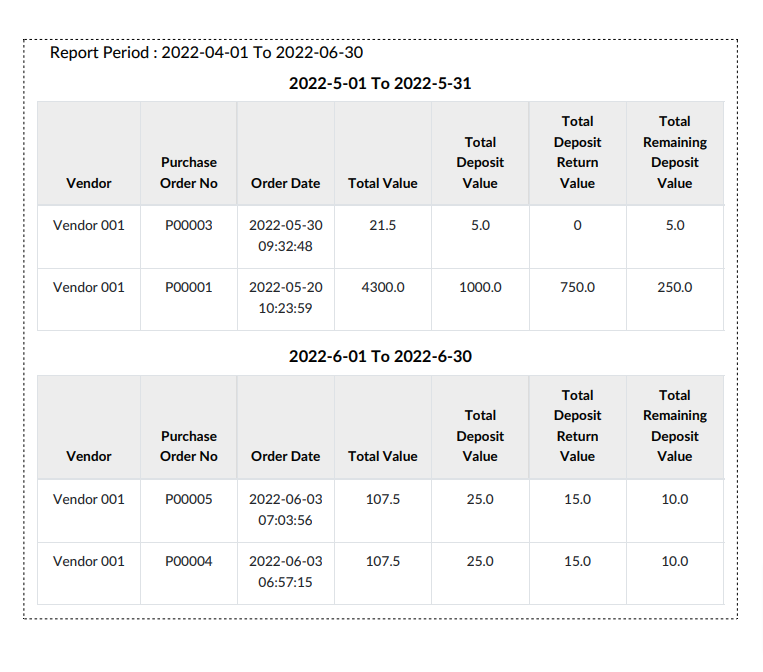 Report Period : 2022-04-01 To 2022-06-30
2022-5-01 To 2022-5-31
Vendor Purchase Order No Order Date Total Value Total Deposit Value Total Deposit Return Value Total Remaining Deposit Value
Vendor 001 P00003 2022-05-30 09:32:48 21.5 5.0 0 5.0
Vendor 001 P00001 2022-05-20 10:23:59 4300.0 1000.0 750.0 250.0
2022-6-01 To 2022-6-30
Vendor Purchase Order No Order Date Total Value Total Deposit Value Total Deposit Return Value Total Remaining Deposit Value
Vendor 001 P00005 2022-06-03 07:03:56 107.5 25.0 15.0 10.0
Vendor 001 P00004 2022-06-03 06:57:15 107.5 25.0 15.0 10.0